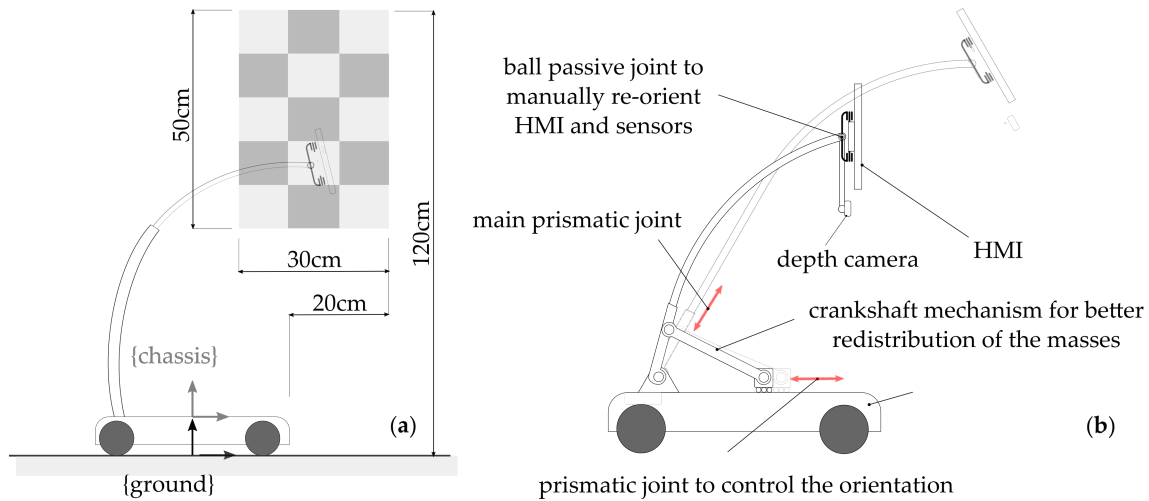 50cm
30cm
20cm
120cm
{chassis}
{ground}
(a)
ball passive joint to
manually re-orient
HMI and sensors
main prismatic joint
depth camera
HMI
crankshaft mechanism for better
redistribution of the masses
(b)
prismatic joint to control the orientation